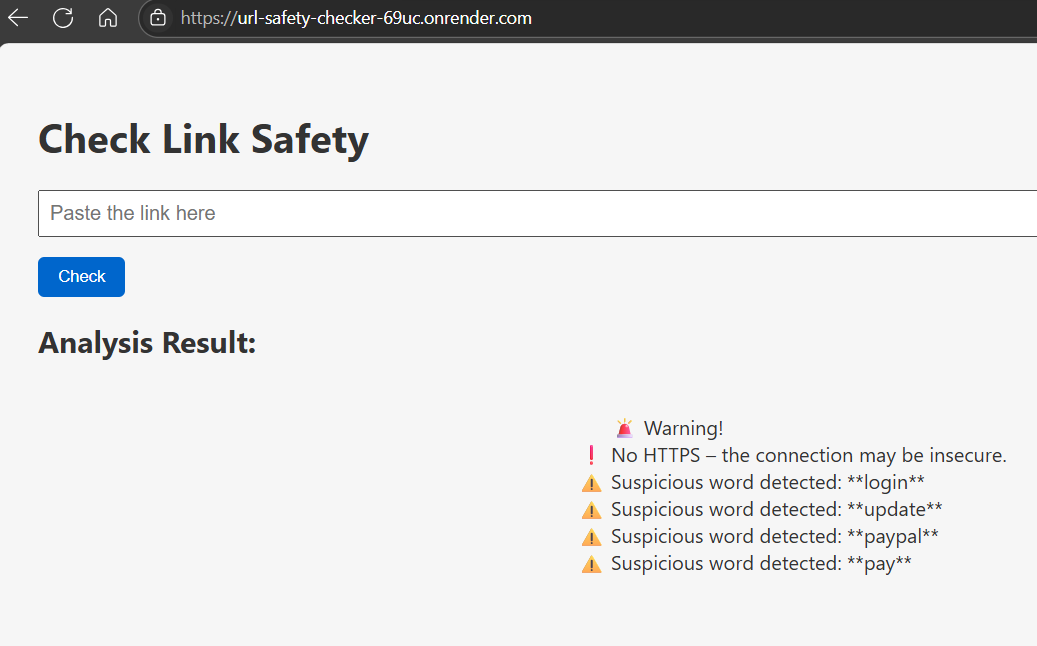 https://url-safety-checker-69uc.onrender.com
Check Link Safety
Paste the link here
Check
Analysis Result:
🚨 Warning!
❗ No HTTPS – the connection may be insecure.
⚠️ Suspicious word detected: **login**
⚠️ Suspicious word detected: **update**
⚠️ Suspicious word detected: **paypal**
⚠️ Suspicious word detected: **pay**